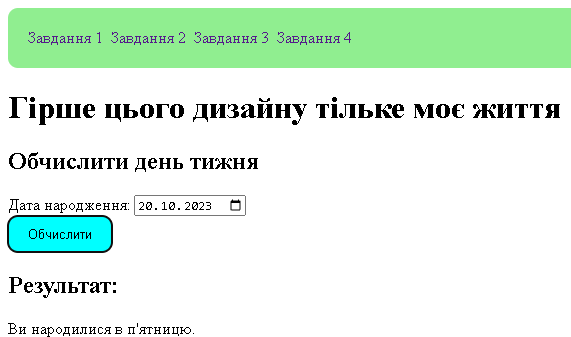 Завдання 1 Завдання 2 Завдання 3 Завдання 4
Гірше цього дизайну тільке моє життя
Обчислити день тижня
Дата народження: 20.10.2023
Обчислити
Результат:
Ви народилися в п'ятницю.